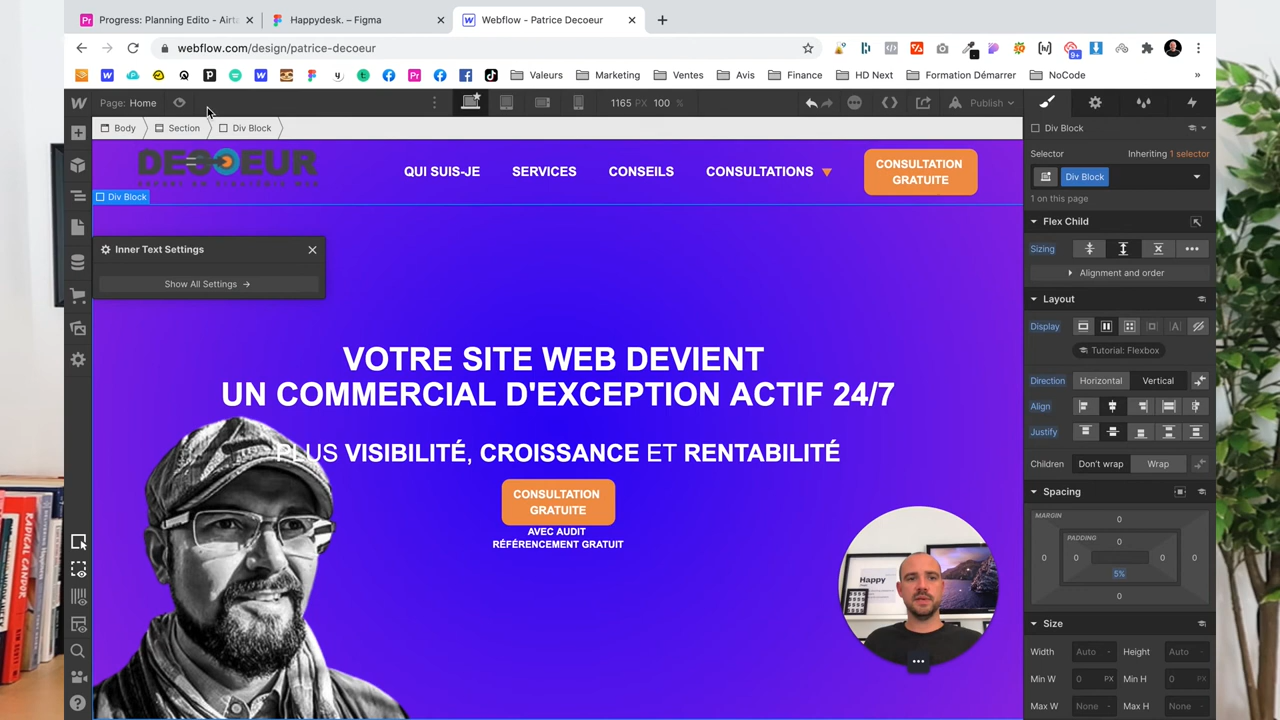 Progress: Planning Edito - Airta
Happydesk. – Figma
Webflow - Patrice Decoeur
webflow.com/design/patrice-decoeur
9+
Valeurs
Marketing
Ventes
Avis
Finance
HD Next
Formation Démarrer
NoCode
»
Page: Home
1165 PX 100 %
Publish
Body
Section
Div Block
DECOEUR
QUI SUIS-JE
SERVICES
CONSEILS
CONSULTATIONS
CONSULTATION
GRATUITE
Div Block
Inner Text Settings
Show All Settings
VOTRE SITE WEB DEVIENT
UN COMMERCIAL D'EXCEPTION ACTIF 24/7
PLUS VISIBILITÉ, CROISSANCE ET RENTABILITÉ
CONSULTATION
GRATUITE
AVEC AUDIT
RÉFÉRENCEMENT GRATUIT
Happy
Div Block
Selector
Inheriting 1 selector
Div Block
1 on this page
Flex Child
Sizing
Alignment and order
Layout
Display
Tutorial: Flexbox
Direction
Horizontal
Vertical
Align
Justify
Children
Don't wrap
Wrap
Spacing
MARGIN
0
PADDING
0
0
0
0
0
5%
0
Size
Width
Auto
-
Height
Auto
-
Min W
0
PX
Min H
0
PX
Max W
None
-
Max H
None
-
RADICAL CANDOR